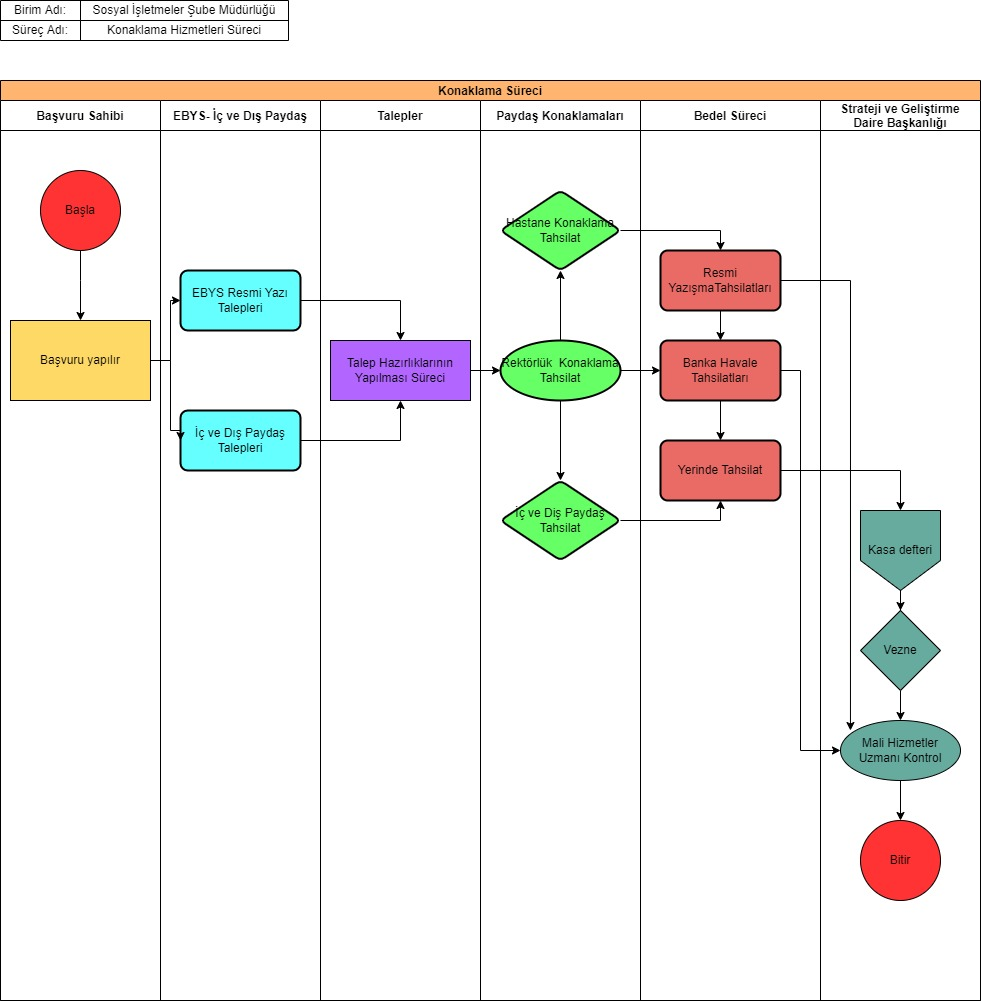 Birim Adı: Sosyal İşletmeler Şube Müdürlüğü
Süreç Adı: Konaklama Hizmetleri Süreci
Konaklama Süreci
Başvuru Sahibi
EBYS- İç ve Dış Paydaş
Talepler
Paydaş Konaklamaları
Bedel Süreci
Strateji ve Geliştirme
Daire Başkanlığı
Başla
Başvuru yapılır
EBYS Resmi Yazı
Talepleri
İç ve Dış Paydaş
Talepleri
Talep Hazırlıklarının
Yapılması Süreci
Hastane Konaklama
Tahsilat
Rektörlük Konaklama
Tahsilat
İç ve Diş Paydaş
Tahsilat
Resmi
YazışmaTahsilatları
Banka Havale
Tahsilatları
Yerinde Tahsilat
Kasa defteri
Vezne
Mali Hizmetler
Uzmanı Kontrol
Bitir